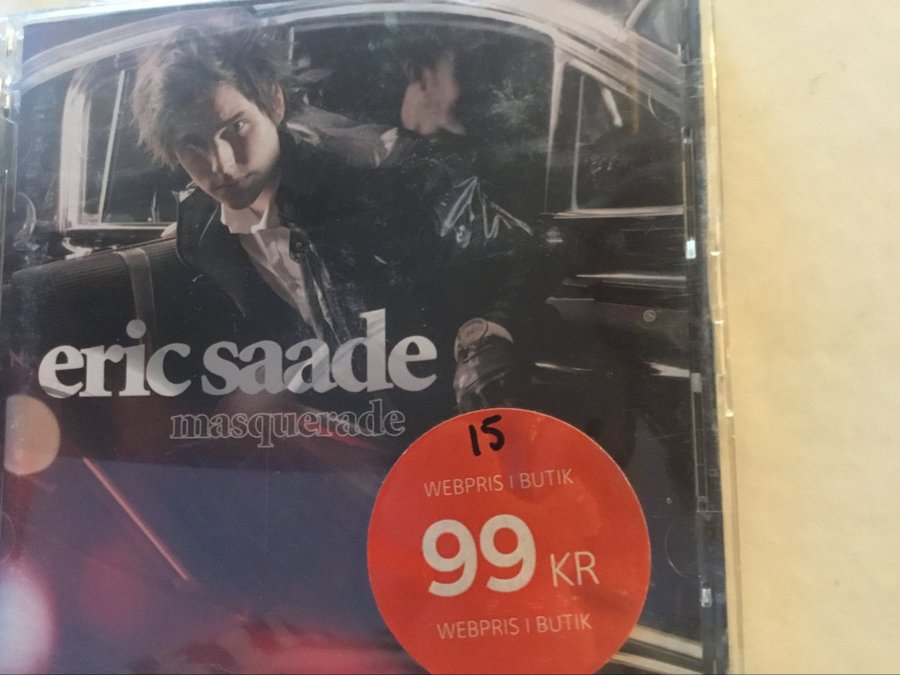 eric saade
masquerade
15
WEBPRIS I BUTIK
99 KR
WEBPRIS I BUTIK